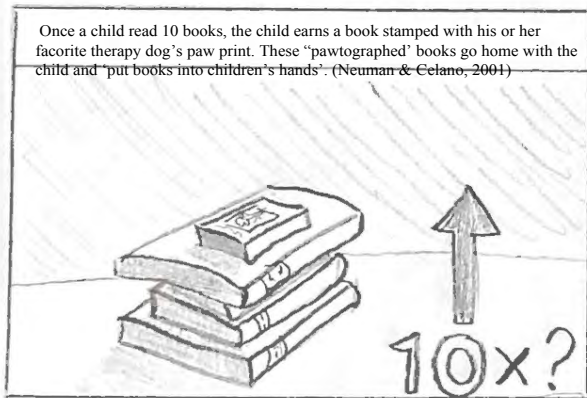 Once a child read 10 books, the child earns a book stamped with his or her
facorite therapy dog’s paw print. These “pawtographed’ books go home with the
child and ‘put books into children’s hands’. (Neuman & Celano, 2001)
10x?